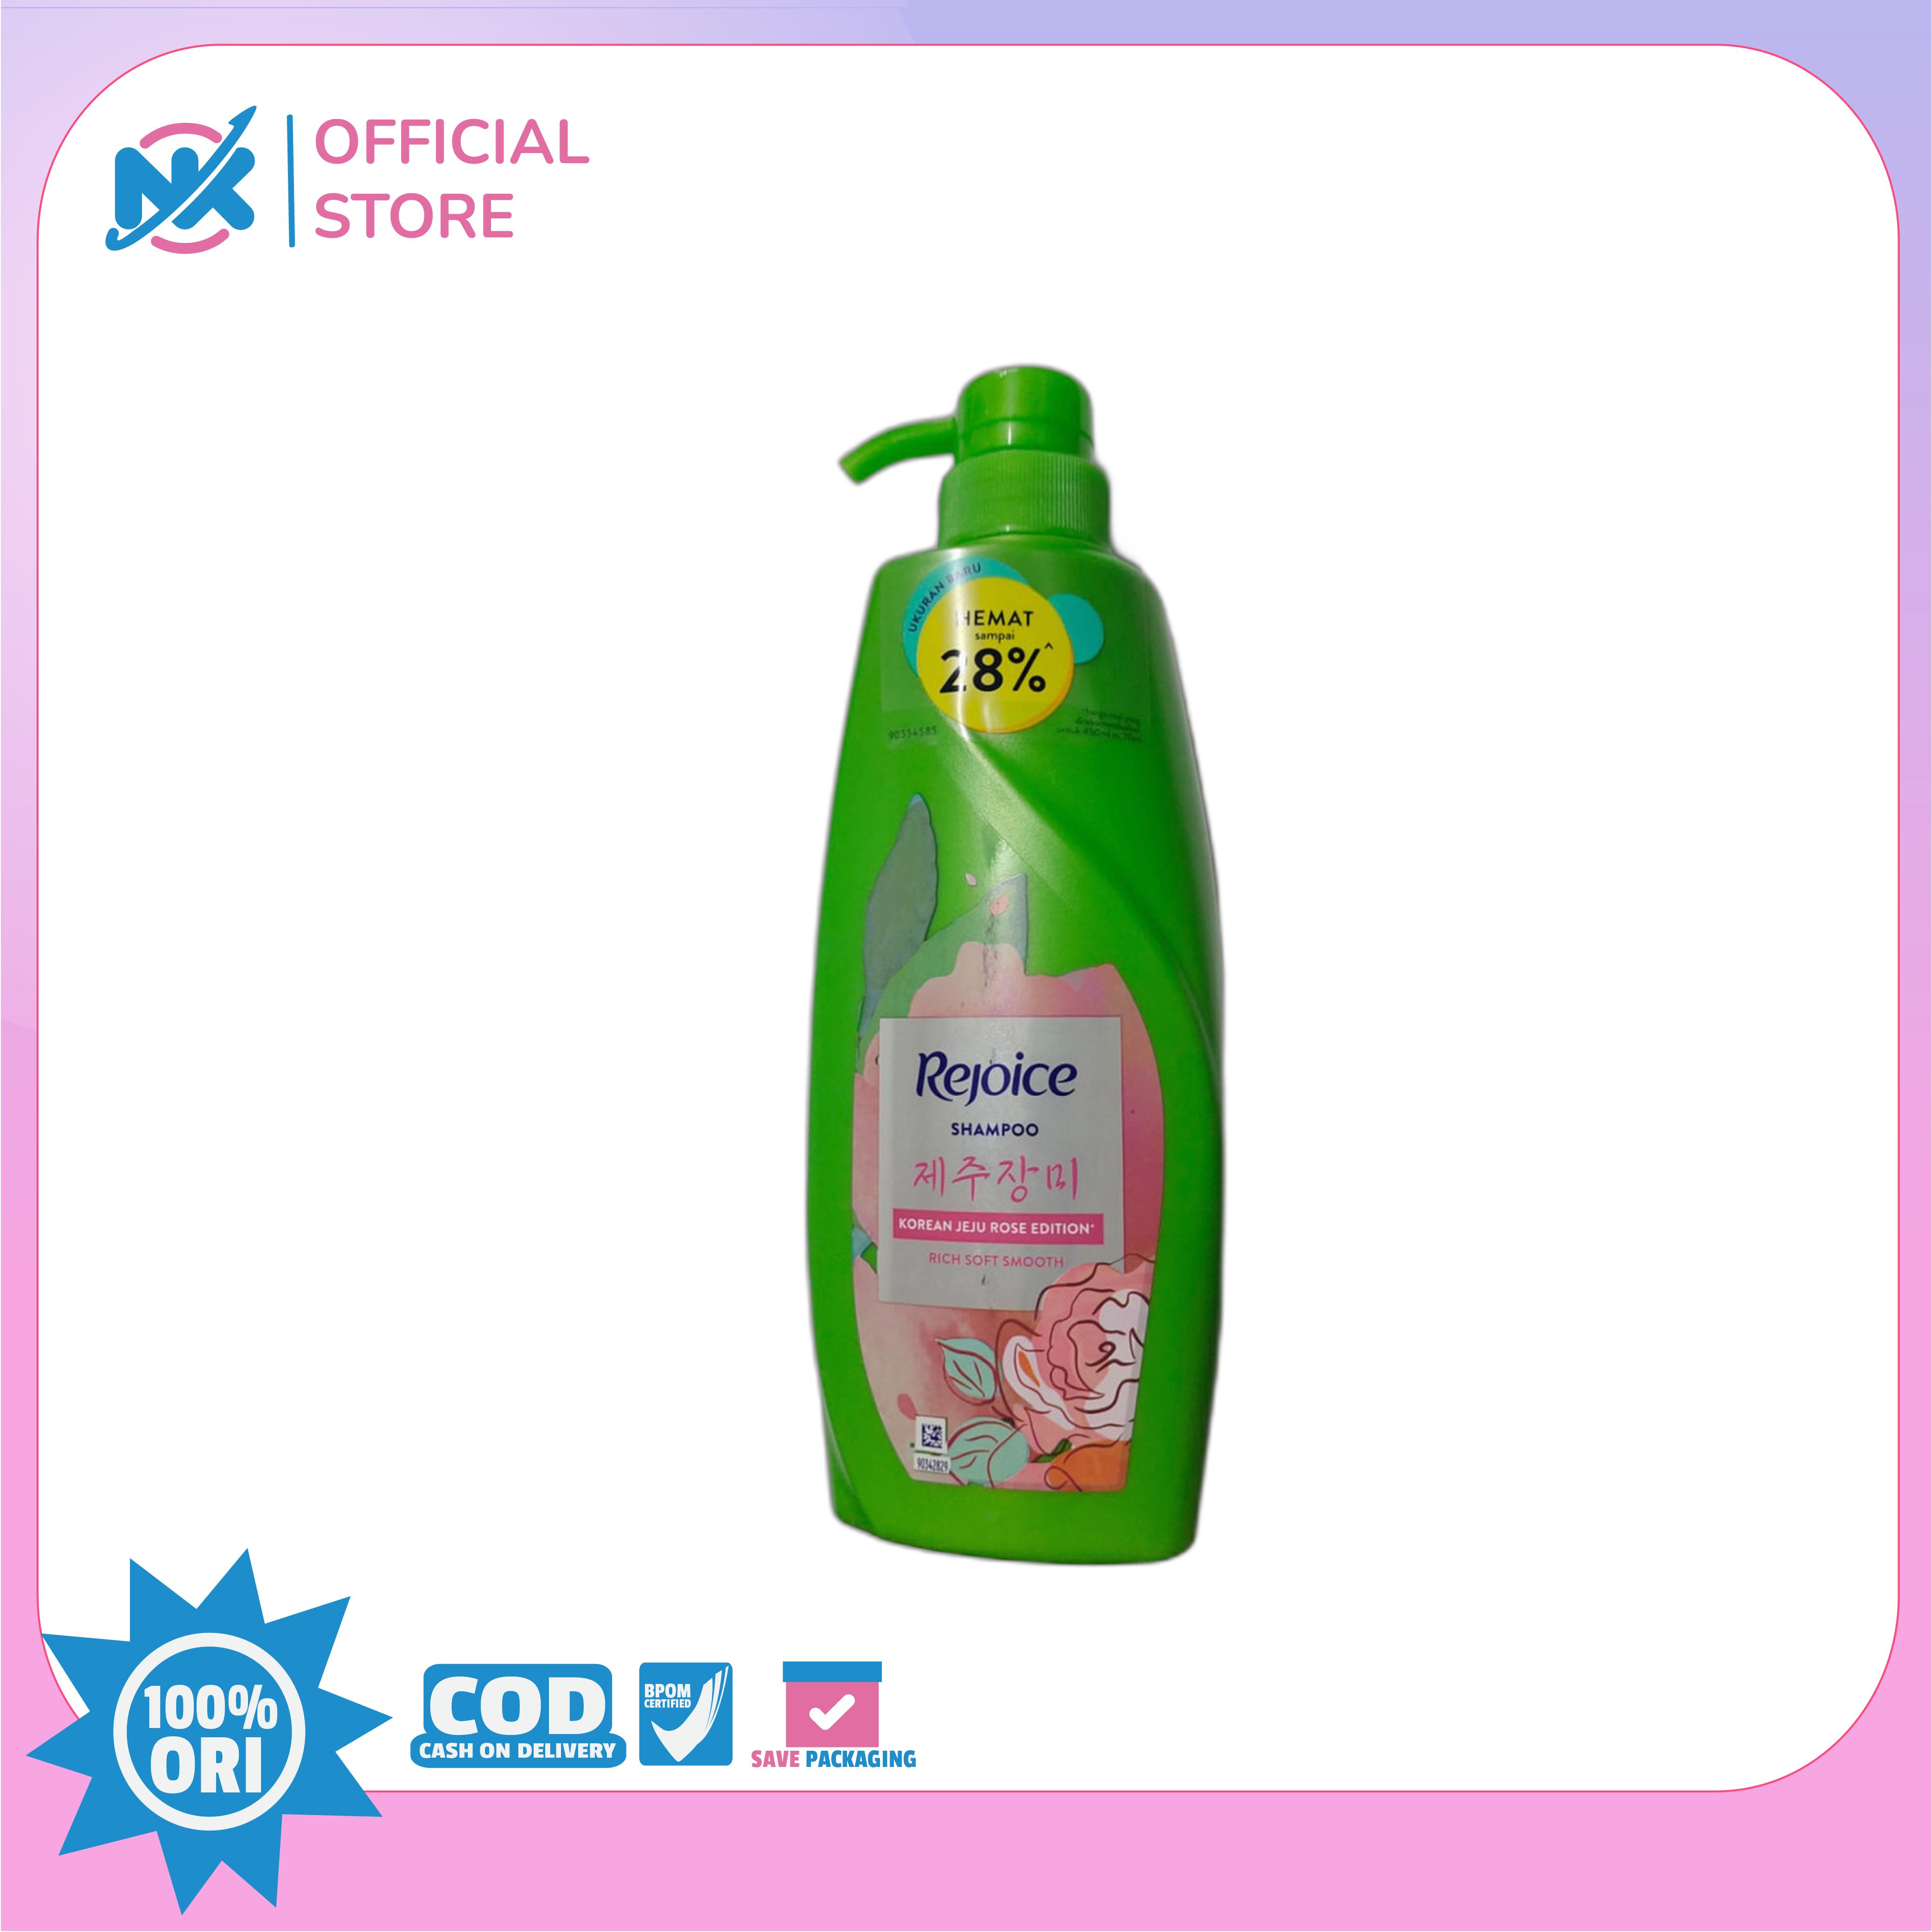 NK
OFFICIAL
STORE
UKURAN BARU
HEMAT
sampai
28%^
90354585
Rejoice
SHAMPOO
제주장미
KOREAN JEJU ROSE EDITION*
RICH SOFT SMOOTH
90342829
100%
ORI
COD
CASH ON DELIVERY
BPOM
CERTIFIED
SAVE PACKAGING